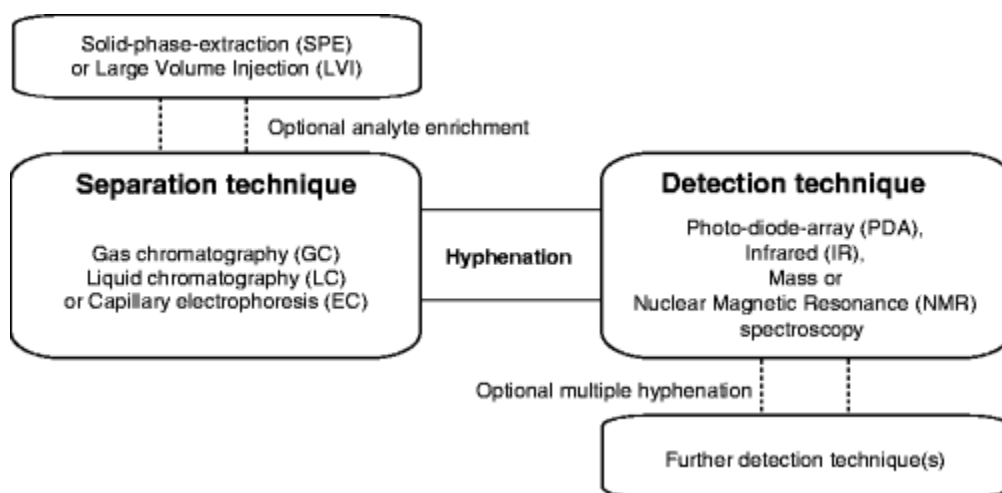 Solid-phase-extraction (SPE)
or Large Volume Injection (LVI)
Optional analyte enrichment
Separation technique
Gas chromatography (GC)
Liquid chromatography (LC)
or Capillary electrophoresis (EC)
Hyphenation
Detection technique
Photo-diode-array (PDA),
Infrared (IR),
Mass or
Nuclear Magnetic Resonance (NMR)
spectroscopy
Optional multiple hyphenation
Further detection technique(s)